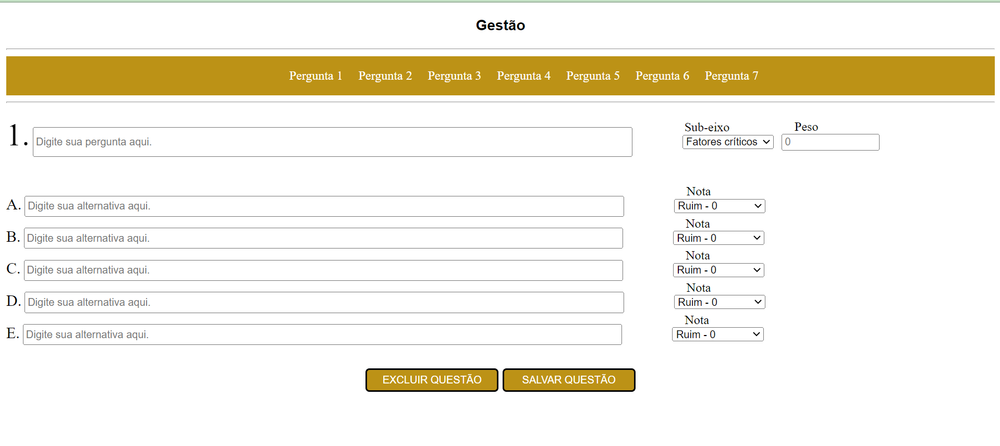 Gestão
Pergunta 1 Pergunta 2 Pergunta 3 Pergunta 4 Pergunta 5 Pergunta 6 Pergunta 7
Sub-eixo Peso
1. Digite sua pergunta aqui. Fatores críticos 0
Nota
A. Digite sua alternativa aqui. Ruim - 0
Nota
B. Digite sua alternativa aqui. Ruim - 0
Nota
C. Digite sua alternativa aqui. Ruim - 0
Nota
D. Digite sua alternativa aqui. Ruim - 0
Nota
E. Digite sua alternativa aqui. Ruim - 0
EXCLUIR QUESTÃO SALVAR QUESTÃO